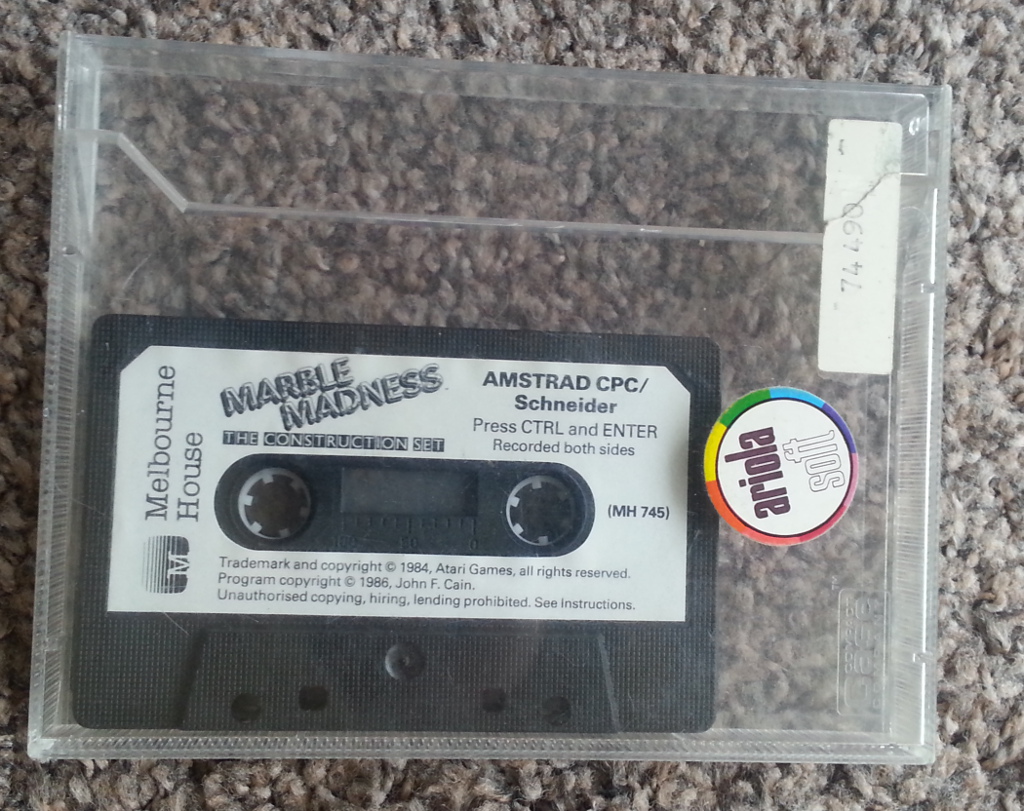 Melbourne
House
M
MARBLE
MADNESS
THE CONSTRUCTION SET
AMSTRAD CPC/
Schneider
Press CTRL and ENTER
Recorded both sides
(MH 745)
Trademark and copyright © 1984, Atari Games, all rights reserved.
Program copyright © 1986, John F. Cain.
Unauthorised copying, hiring, lending prohibited. See Instructions.
ariola
soft
74 490